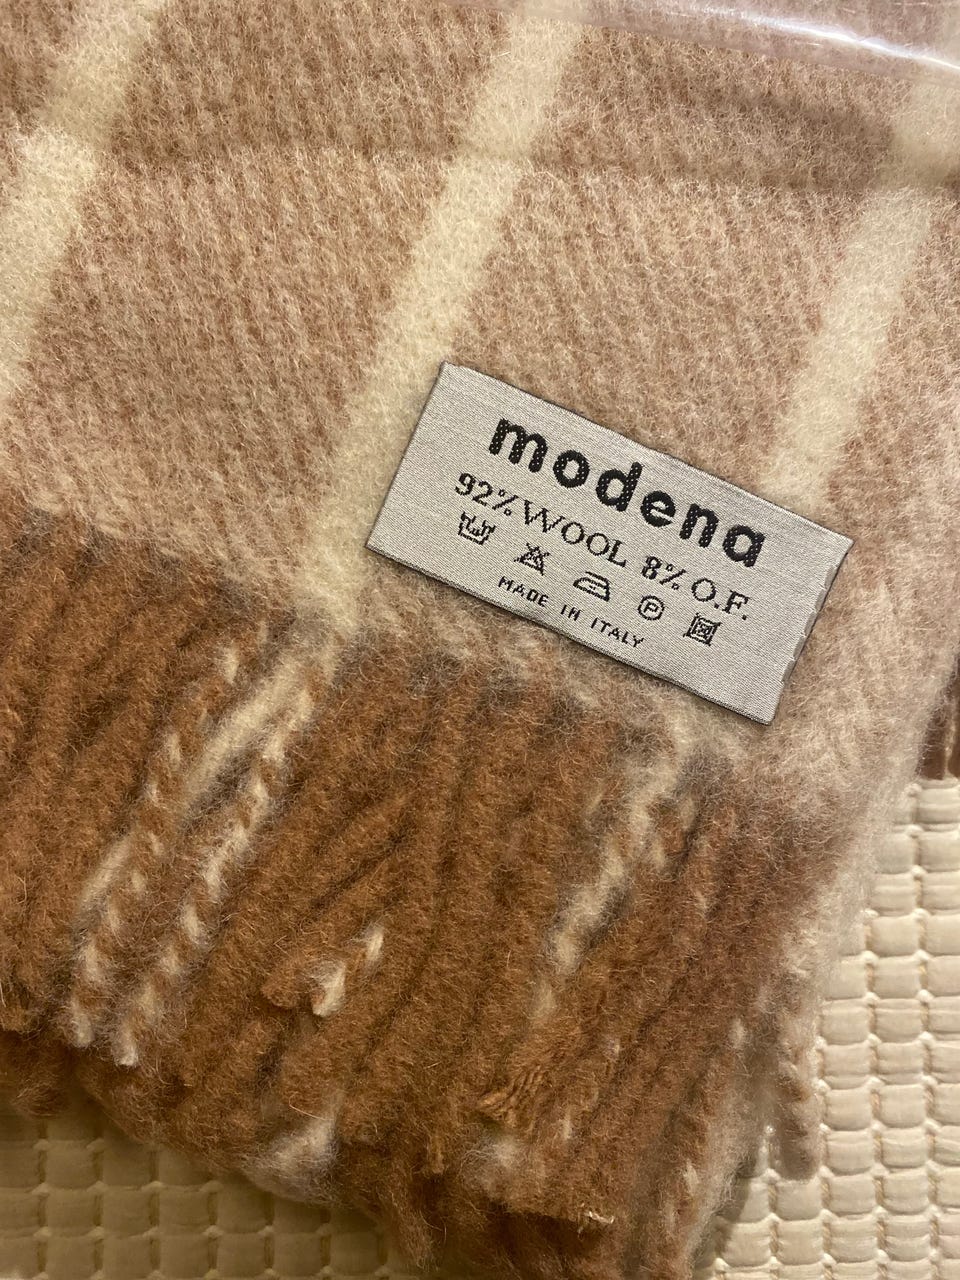 modena
92% WOOL 8% O.F.
P
MADE IN ITALY